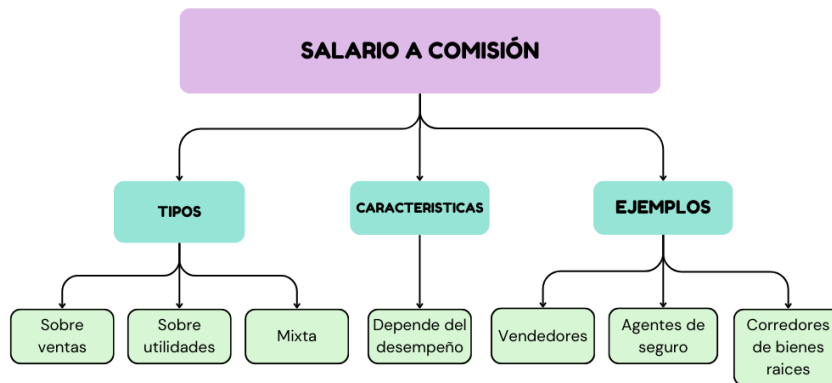 SALARIO A COMISIÓN
TIPOS
CARACTERISTICAS
EJEMPLOS
Sobre
ventas
Sobre
utilidades
Mixta
Depende del
desempeño
Vendedores
Agentes de
seguro
Corredores
de bienes
raices